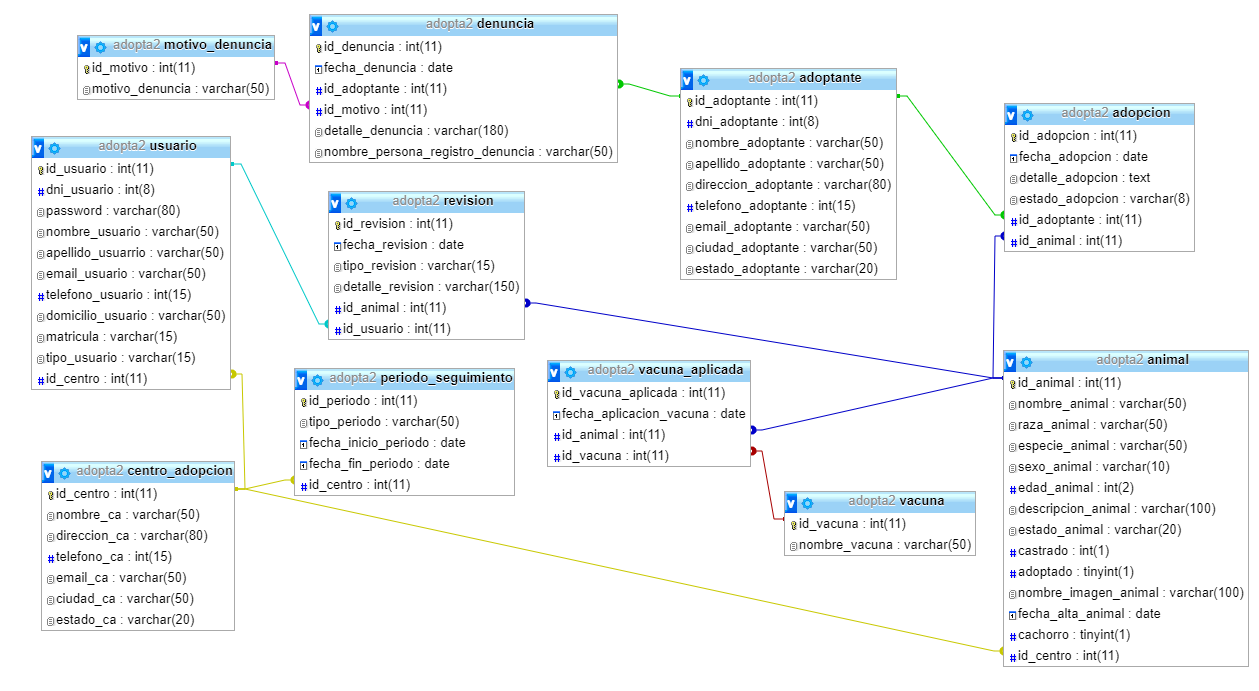 adopta2 motivo_denuncia
id_motivo : int(11)
motivo_denuncia : varchar(50)
adopta2 denuncia
id_denuncia : int(11)
fecha_denuncia : date
id_adoptante : int(11)
id_motivo : int(11)
detalle_denuncia : varchar(180)
nombre_persona_registro_denuncia : varchar(50)
adopta2 adoptante
id_adoptante : int(11)
dni_adoptante : int(8)
nombre_adoptante : varchar(50)
apellido_adoptante : varchar(50)
direccion_adoptante : varchar(80)
telefono_adoptante : int(15)
email_adoptante : varchar(50)
ciudad_adoptante : varchar(50)
estado_adoptante : varchar(20)
adopta2 adopcion
id_adopcion : int(11)
fecha_adopcion : date
detalle_adopcion : text
estado_adopcion : varchar(8)
id_adoptante : int(11)
id_animal : int(11)
adopta2 usuario
id_usuario : int(11)
dni_usuario : int(8)
password : varchar(80)
nombre_usuario : varchar(50)
apellido_usuarrio : varchar(50)
email_usuario : varchar(50)
telefono_usuario : int(15)
domicilio_usuario : varchar(50)
matricula : varchar(15)
tipo_usuario : varchar(15)
id_centro : int(11)
adopta2 revision
id_revision : int(11)
fecha_revision : date
tipo_revision : varchar(15)
detalle_revision : varchar(150)
id_animal : int(11)
id_usuario : int(11)
adopta2 periodo_seguimiento
id_periodo : int(11)
tipo_periodo : varchar(50)
fecha_inicio_periodo : date
fecha_fin_periodo : date
id_centro : int(11)
adopta2 vacuna_aplicada
id_vacuna_aplicada : int(11)
fecha_aplicacion_vacuna : date
id_animal : int(11)
id_vacuna : int(11)
adopta2 animal
id_animal : int(11)
nombre_animal : varchar(50)
raza_animal : varchar(50)
especie_animal : varchar(50)
sexo_animal : varchar(10)
edad_animal : int(2)
descripcion_animal : varchar(100)
estado_animal : varchar(20)
castrado : int(1)
adoptado : tinyint(1)
nombre_imagen_animal : varchar(100)
fecha_alta_animal : date
cachorro : tinyint(1)
id_centro : int(11)
adopta2 centro_adopcion
id_centro : int(11)
nombre_ca : varchar(50)
direccion_ca : varchar(80)
telefono_ca : int(15)
email_ca : varchar(50)
ciudad_ca : varchar(50)
estado_ca : varchar(20)
adopta2 vacuna
id_vacuna : int(11)
nombre_vacuna : varchar(50)